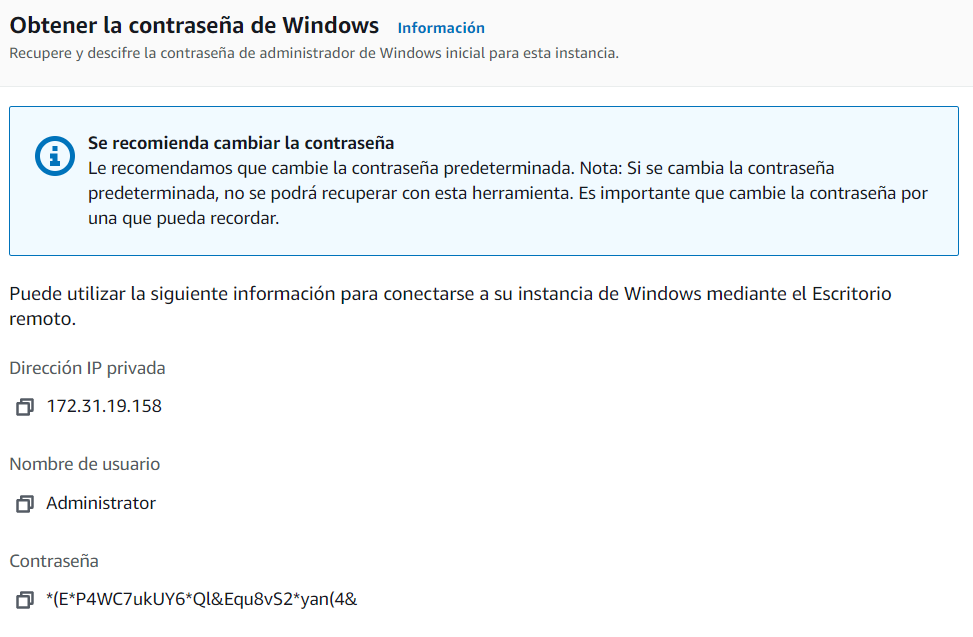 Obtener la contraseña de Windows Información
Recupere y descifre la contraseña de administrador de Windows inicial para esta instancia.
Se recomienda cambiar la contraseña
Le recomendamos que cambie la contraseña predeterminada. Nota: Si se cambia la contraseña
predeterminada, no se podrá recuperar con esta herramienta. Es importante que cambie la contraseña por
una que pueda recordar.
Puede utilizar la siguiente información para conectarse a su instancia de Windows mediante el Escritorio
remoto.
Dirección IP privada
172.31.19.158
Nombre de usuario
Administrator
Contraseña
*(E*P4WC7ukUY6*Ql&Equ8vS2*yan(4&